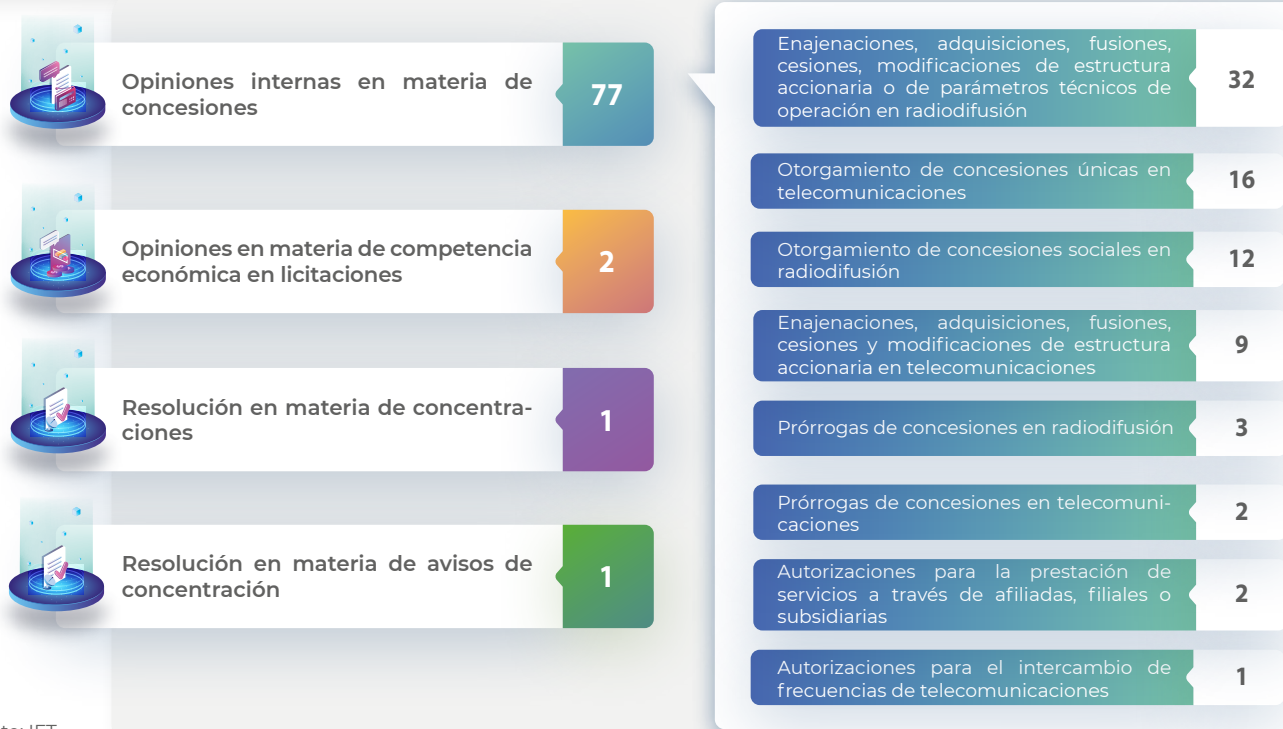 Opiniones internas en materia de
concesiones
77
Opiniones en materia de competencia
económica en licitaciones
2
Resolución en materia de concentra-
ciones
1
Resolución en materia de avisos de
concentración
1
Enajenaciones, adquisiciones, fusiones,
cesiones, modificaciones de estructura
accionaria o de parámetros técnicos de
operación en radiodifusión
32
Otorgamiento de concesiones únicas en
telecomunicaciones
16
Otorgamiento de concesiones sociales en
radiodifusión
12
Enajenaciones, adquisiciones, fusiones,
cesiones y modificaciones de estructura
accionaria en telecomunicaciones
9
Prórrogas de concesiones en radiodifusión
3
Prórrogas de concesiones en telecomuni-
caciones
2
Autorizaciones para la prestación de
servicios a través de afiliadas, filiales o
subsidiarias
2
Autorizaciones para el intercambio de
frecuencias de telecomunicaciones
1